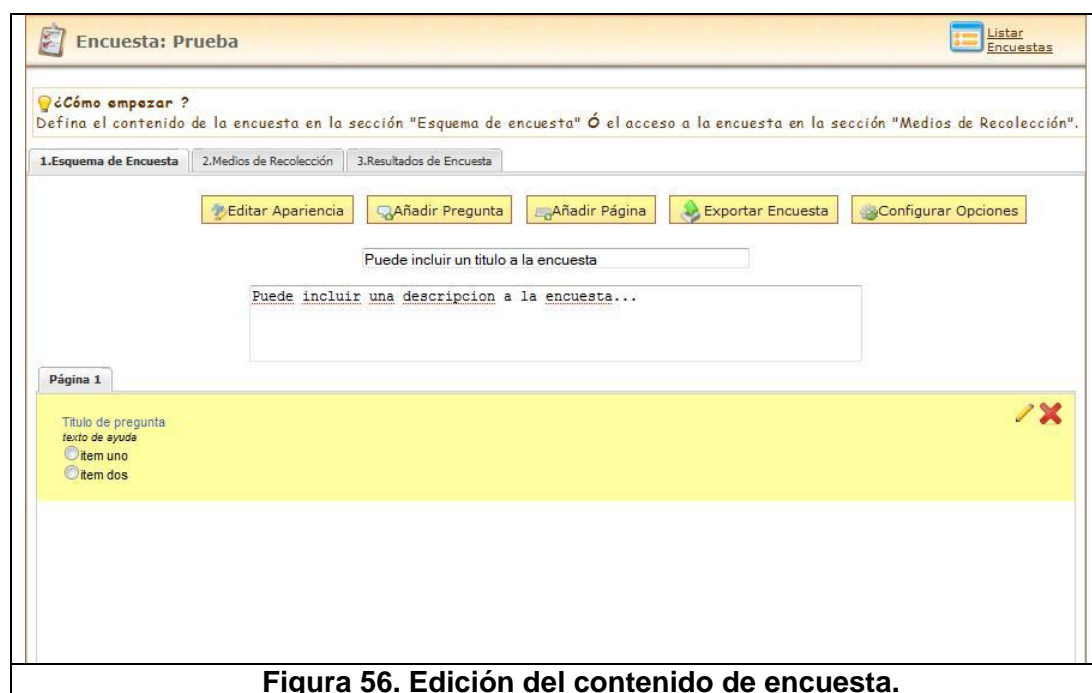 Encuesta: Prueba
Listar
Encuestas
¿Cómo empezar ?
Defina el contenido de la encuesta en la sección "Esquema de encuesta" Ó el acceso a la encuesta en la sección "Medios de Recolección".
1.Esquema de Encuesta 2.Medios de Recolección 3.Resultados de Encuesta
Editar Apariencia Añadir Pregunta Añadir Página Exportar Encuesta Configurar Opciones
Puede incluir un titulo a la encuesta
Puede incluir una descripcion a la encuesta...
Página 1
Titulo de pregunta
texto de ayuda
item uno
item dos
Figura 56. Edición del contenido de encuesta.